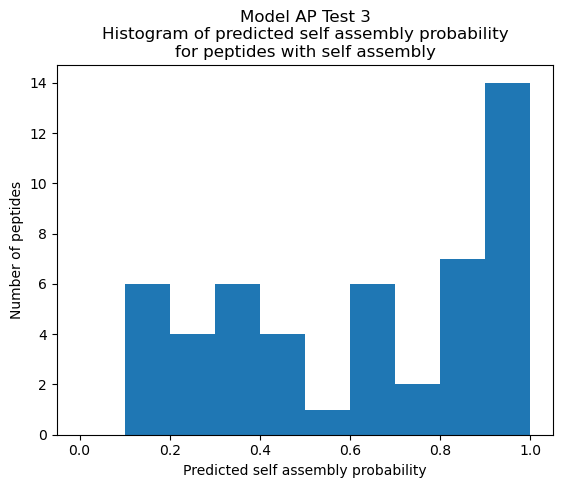 Model AP Test 3
Histogram of predicted self assembly probability
for peptides with self assembly
14
12
10
8
6
4
2
0
Number of peptides
0.0 0.2 0.4 0.6 0.8 1.0
Predicted self assembly probability